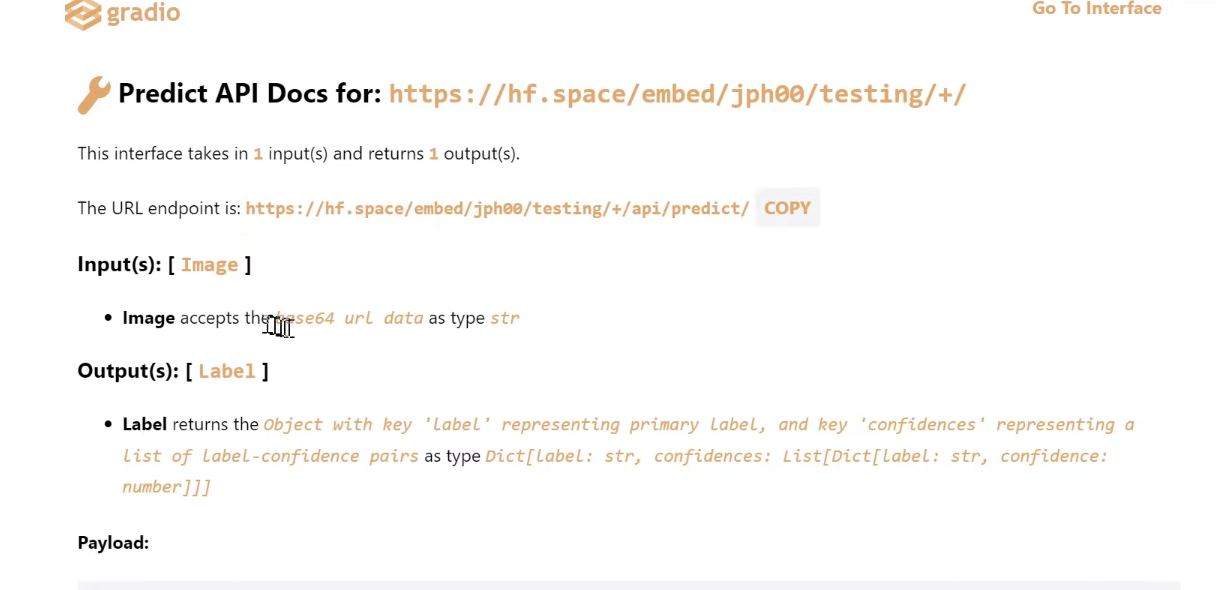 gradio
Go To Interface
Predict API Docs for: https://hf.space/embed/jph00/testing/+/
This interface takes in 1 input(s) and returns 1 output(s).
The URL endpoint is: https://hf.space/embed/jph00/testing/+/api/predict/ COPY
Input(s): [ Image ]
Image accepts the base64 url data as type str
Output(s): [ Label ]
Label returns the Object with key 'label' representing primary label, and key 'confidences' representing a
list of label-confidence pairs as type Dict[label: str, confidences: List[Dict[label: str, confidence:
number]]]
Payload: